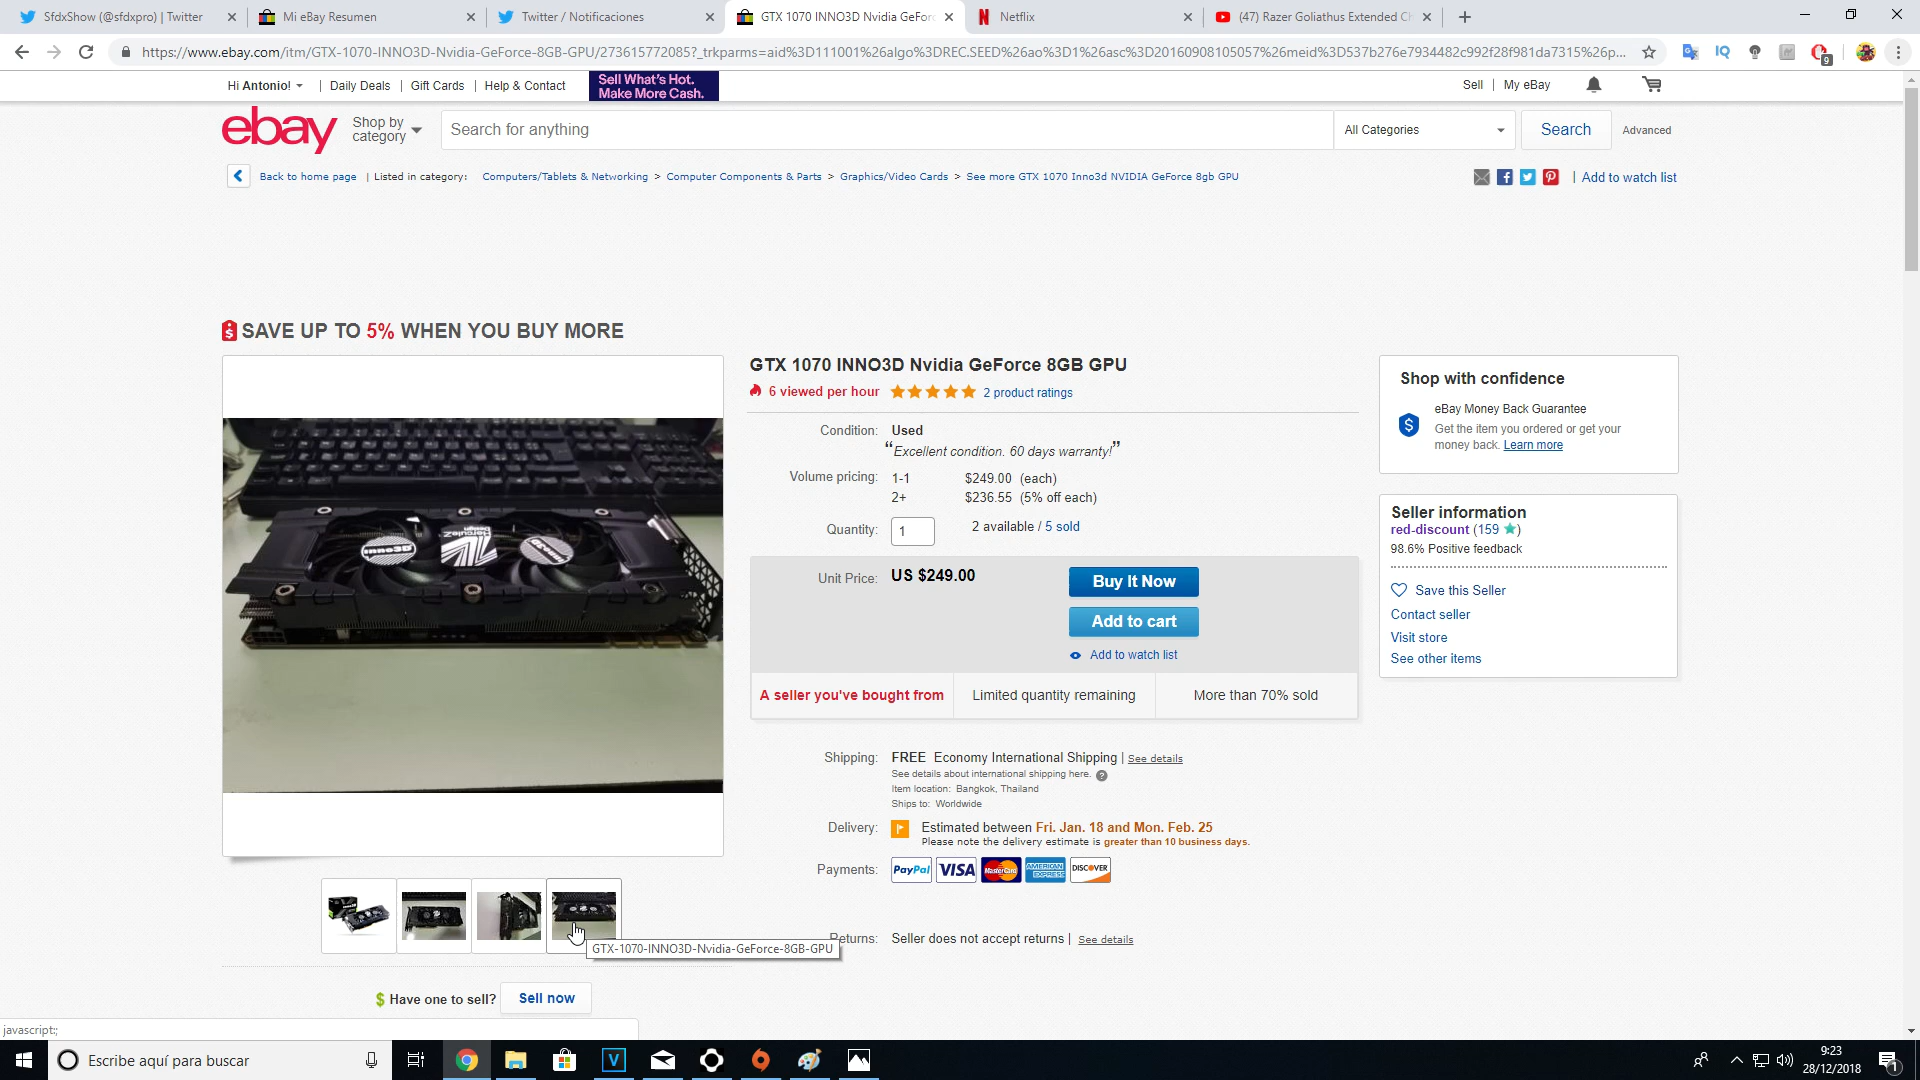 SfdxShow (@sfdxpro) | Twitter
Mi eBay Resumen
Twitter / Notificaciones
GTX 1070 INNO3D Nvidia GeForc
Netflix
(47) Razer Goliathus Extended Ch
https://www.ebay.com/itm/GTX-1070-INNO3D-Nvidia-GeForce-8GB-GPU/273615772085?_trkparms=aid%3D111001%26algo%3DREC.SEED%26ao%3D1%26asc%3D20160908105057%26meid%3D537b276e7934482c992f28f981da7315%26p...
IQ
9
Hi Antonio!
Daily Deals
Gift Cards
Help & Contact
Sell What's Hot.
Make More Cash.
Sell
My eBay
ebay
Shop by
category
Search for anything
All Categories
Search
Advanced
Back to home page
| Listed in category:
Computers/Tablets & Networking > Computer Components & Parts > Graphics/Video Cards > See more GTX 1070 Inno3d NVIDIA GeForce 8gb GPU
| Add to watch list
SAVE UP TO 5% WHEN YOU BUY MORE
inno3D
HerculeZ
Design
inno3D
GTX 1070 INNO3D Nvidia GeForce 8GB GPU
6 viewed per hour
2 product ratings
Condition: Used
“Excellent condition. 60 days warranty!”
Volume pricing: 1-1 $249.00 (each)
2+ $236.55 (5% off each)
Quantity: 1 2 available / 5 sold
Unit Price: US $249.00
Buy It Now
Add to cart
Add to watch list
A seller you've bought from
Limited quantity remaining
More than 70% sold
Shipping: FREE Economy International Shipping | See details
See details about international shipping here. ?
Item location: Bangkok, Thailand
Ships to: Worldwide
Delivery: Estimated between Fri. Jan. 18 and Mon. Feb. 25
Please note the delivery estimate is greater than 10 business days.
Payments: PayPal VISA MasterCard AMERICAN EXPRESS DISCOVER
Returns: Seller does not accept returns | See details
Shop with confidence
eBay Money Back Guarantee
Get the item you ordered or get your
money back. Learn more
Seller information
red-discount (159 ★)
98.6% Positive feedback
Save this Seller
Contact seller
Visit store
See other items
GTX-1070-INNO3D-Nvidia-GeForce-8GB-GPU
$ Have one to sell? Sell now
javascript:;
Escribe aquí para buscar
V
9:23
28/12/2018
1